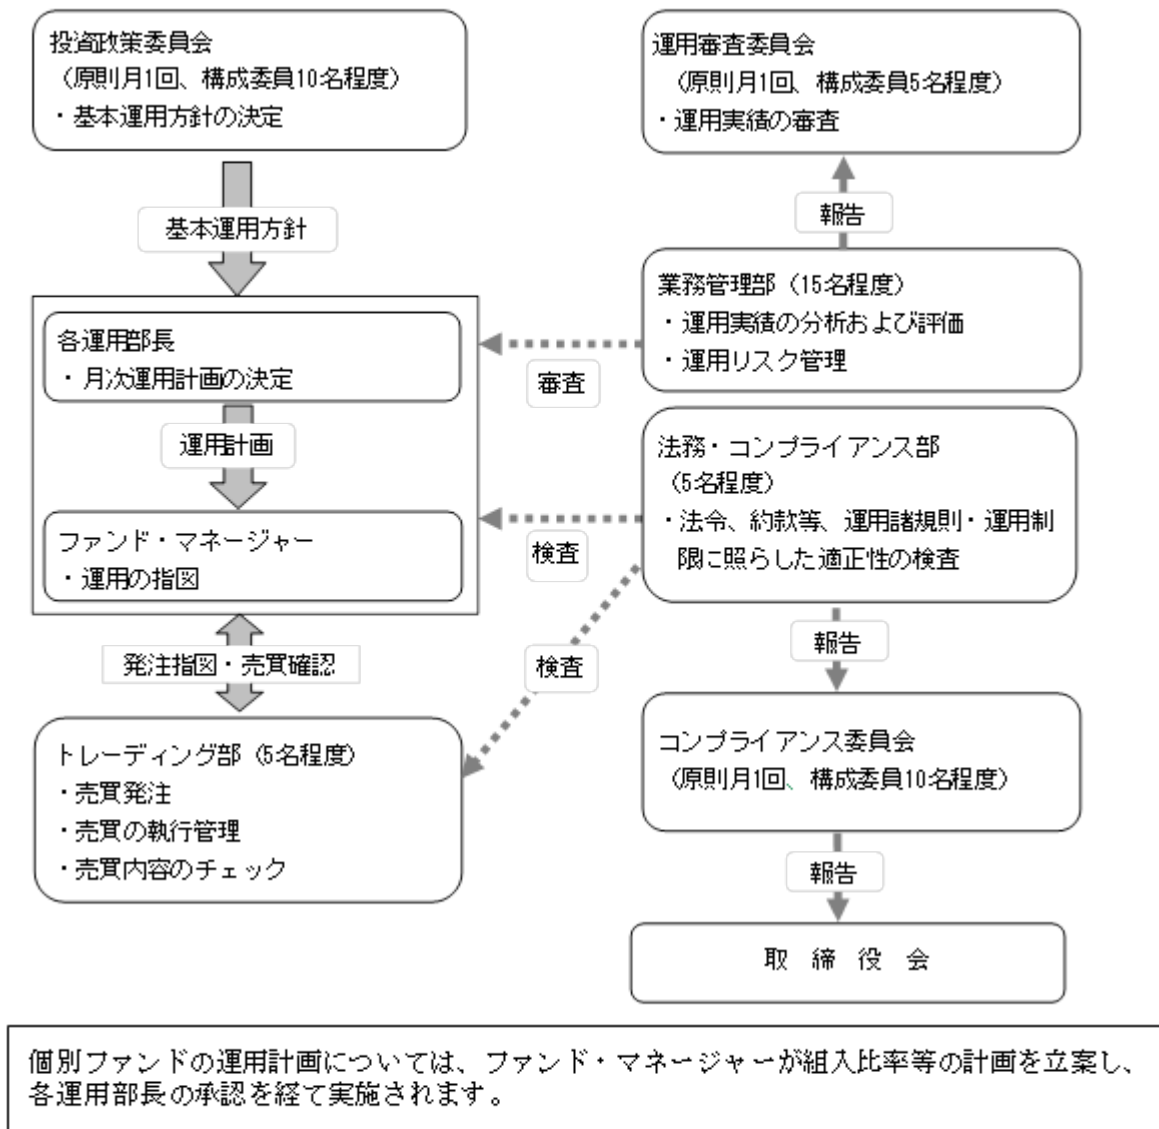 投資政策委員会
(原則月1回、構成委員10名程度)
・基本運用方針の決定
基本運用方針
各運用部長
・月次運用計画の決定
運用計画
ファンド・マネージャー
・運用の指図
発注指図・売買確認
トレーディング部(5名程度)
・売買発注
・売買の執行管理
・売買内容のチェック
運用審査委員会
(原則月1回、構成委員5名程度)
・運用実績の審査
報告
業務管理部(15名程度)
・運用実績の分析および評価
・運用リスク管理
審査
法務・コンプライアンス部
(5名程度)
・法令、約款等、運用諸規則・運用制
限に照らした適正性の検査
検査
検査
報告
コンプライアンス委員会
(原則月1回、構成委員10名程度)
報告
取締役会
個別ファンドの運用計画については、ファンド・マネージャーが組入比率等の計画を立案し、
各運用部長の承認を経て実施されます。